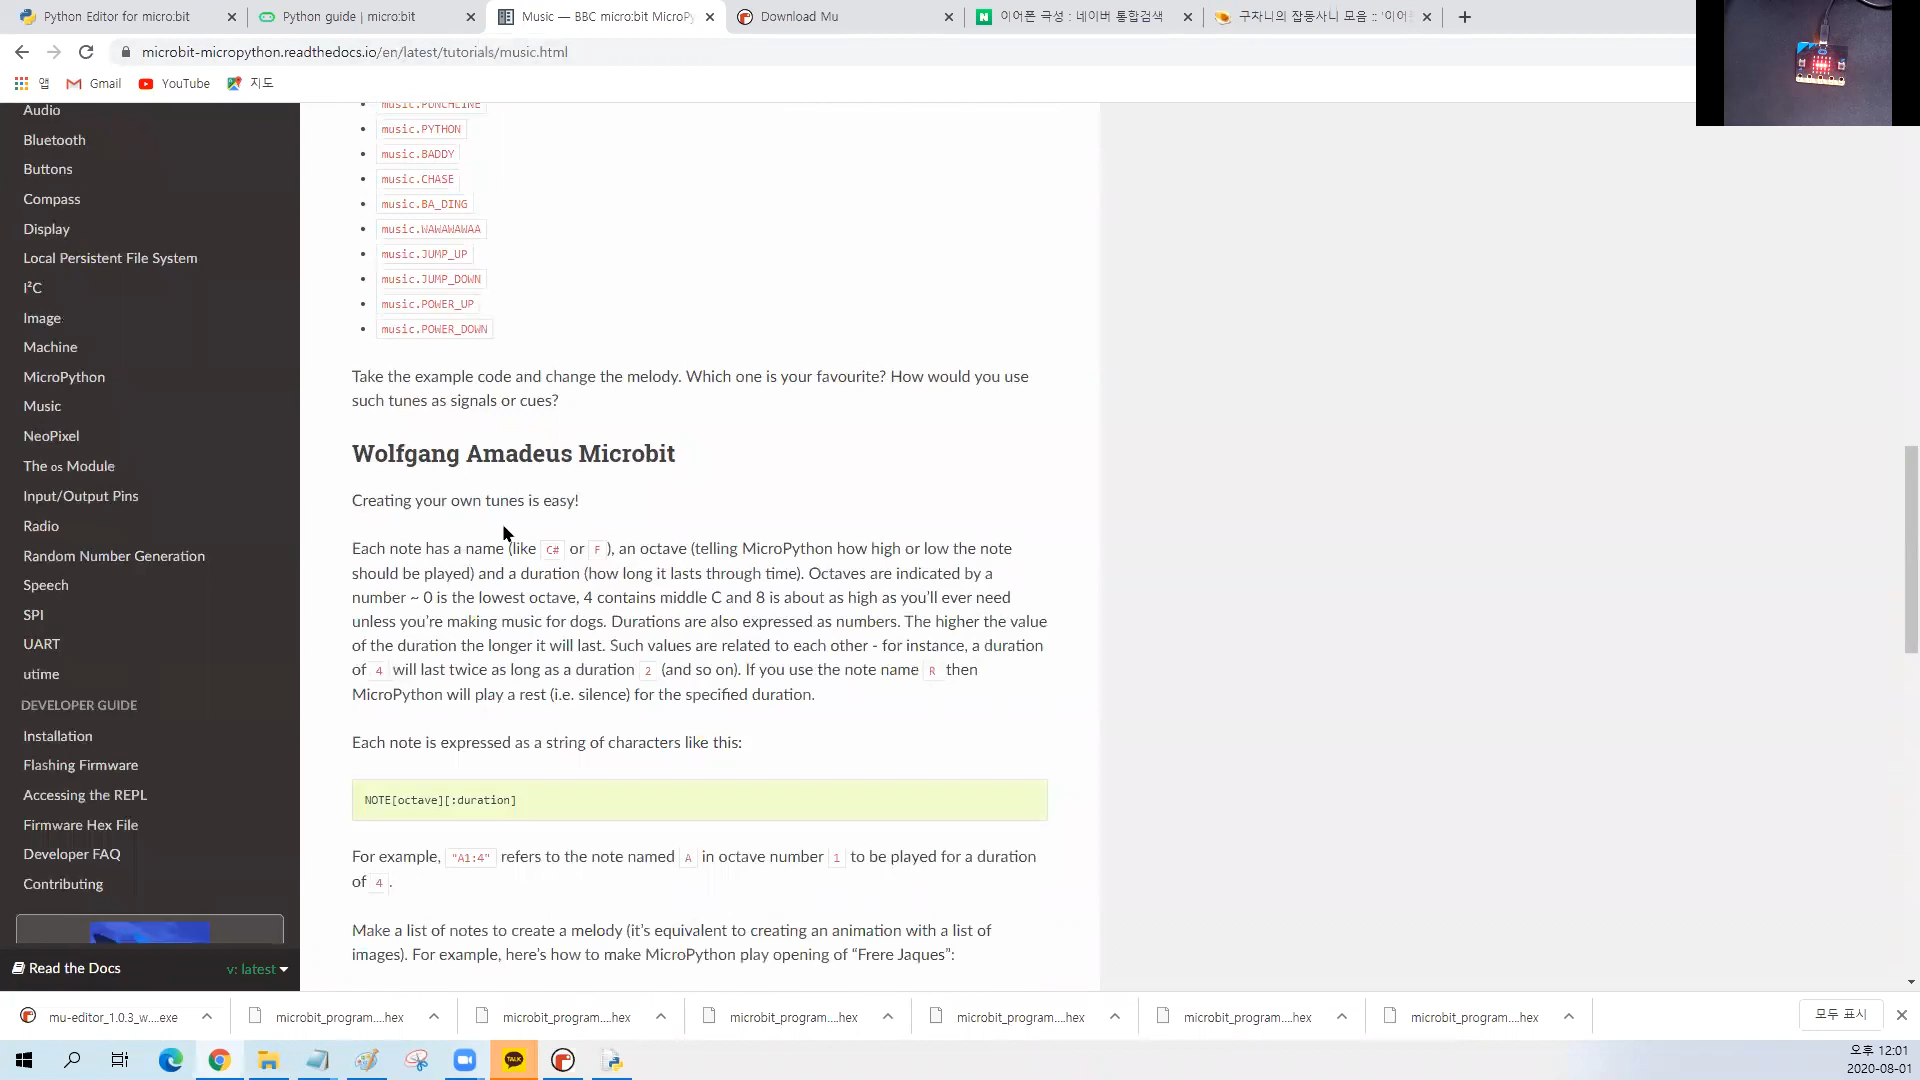 Python Editor for micro:bit
Python guide | micro:bit
Music — BBC micro:bit MicroPy
Download Mu
이어폰 극성 : 네이버 통합검색
구차니의 잡동사니 모음 :: '이어폰
microbit-micropython.readthedocs.io/en/latest/tutorials/music.html
앱
Gmail
YouTube
지도
Audio
Bluetooth
Buttons
Compass
Display
Local Persistent File System
I²C
Image
Machine
MicroPython
Music
NeoPixel
The os Module
Input/Output Pins
Radio
Random Number Generation
Speech
SPI
UART
utime
DEVELOPER GUIDE
Installation
Flashing Firmware
Accessing the REPL
Firmware Hex File
Developer FAQ
Contributing
Read the Docs
v: latest
music.PUNCHLINE
music.PYTHON
music.BADDY
music.CHASE
music.BA_DING
music.WAWAWAWAA
music.JUMP_UP
music.JUMP_DOWN
music.POWER_UP
music.POWER_DOWN
Take the example code and change the melody. Which one is your favourite? How would you use
such tunes as signals or cues?
Wolfgang Amadeus Microbit
Creating your own tunes is easy!
Each note has a name (like C# or F), an octave (telling MicroPython how high or low the note
should be played) and a duration (how long it lasts through time). Octaves are indicated by a
number ~ 0 is the lowest octave, 4 contains middle C and 8 is about as high as you'll ever need
unless you're making music for dogs. Durations are also expressed as numbers. The higher the value
of the duration the longer it will last. Such values are related to each other - for instance, a duration
of 4 will last twice as long as a duration 2 (and so on). If you use the note name R then
MicroPython will play a rest (i.e. silence) for the specified duration.
Each note is expressed as a string of characters like this:
NOTE[octave][:duration]
For example, "A1:4" refers to the note named A in octave number 1 to be played for a duration
of 4.
Make a list of notes to create a melody (it's equivalent to creating an animation with a list of
images). For example, here's how to make MicroPython play opening of “Frere Jaques”:
mu-editor_1.0.3_w....exe
microbit_program....hex
microbit_program....hex
microbit_program....hex
microbit_program....hex
microbit_program....hex
microbit_program....hex
모두 표시
TALK
오후 12:01
2020-08-01